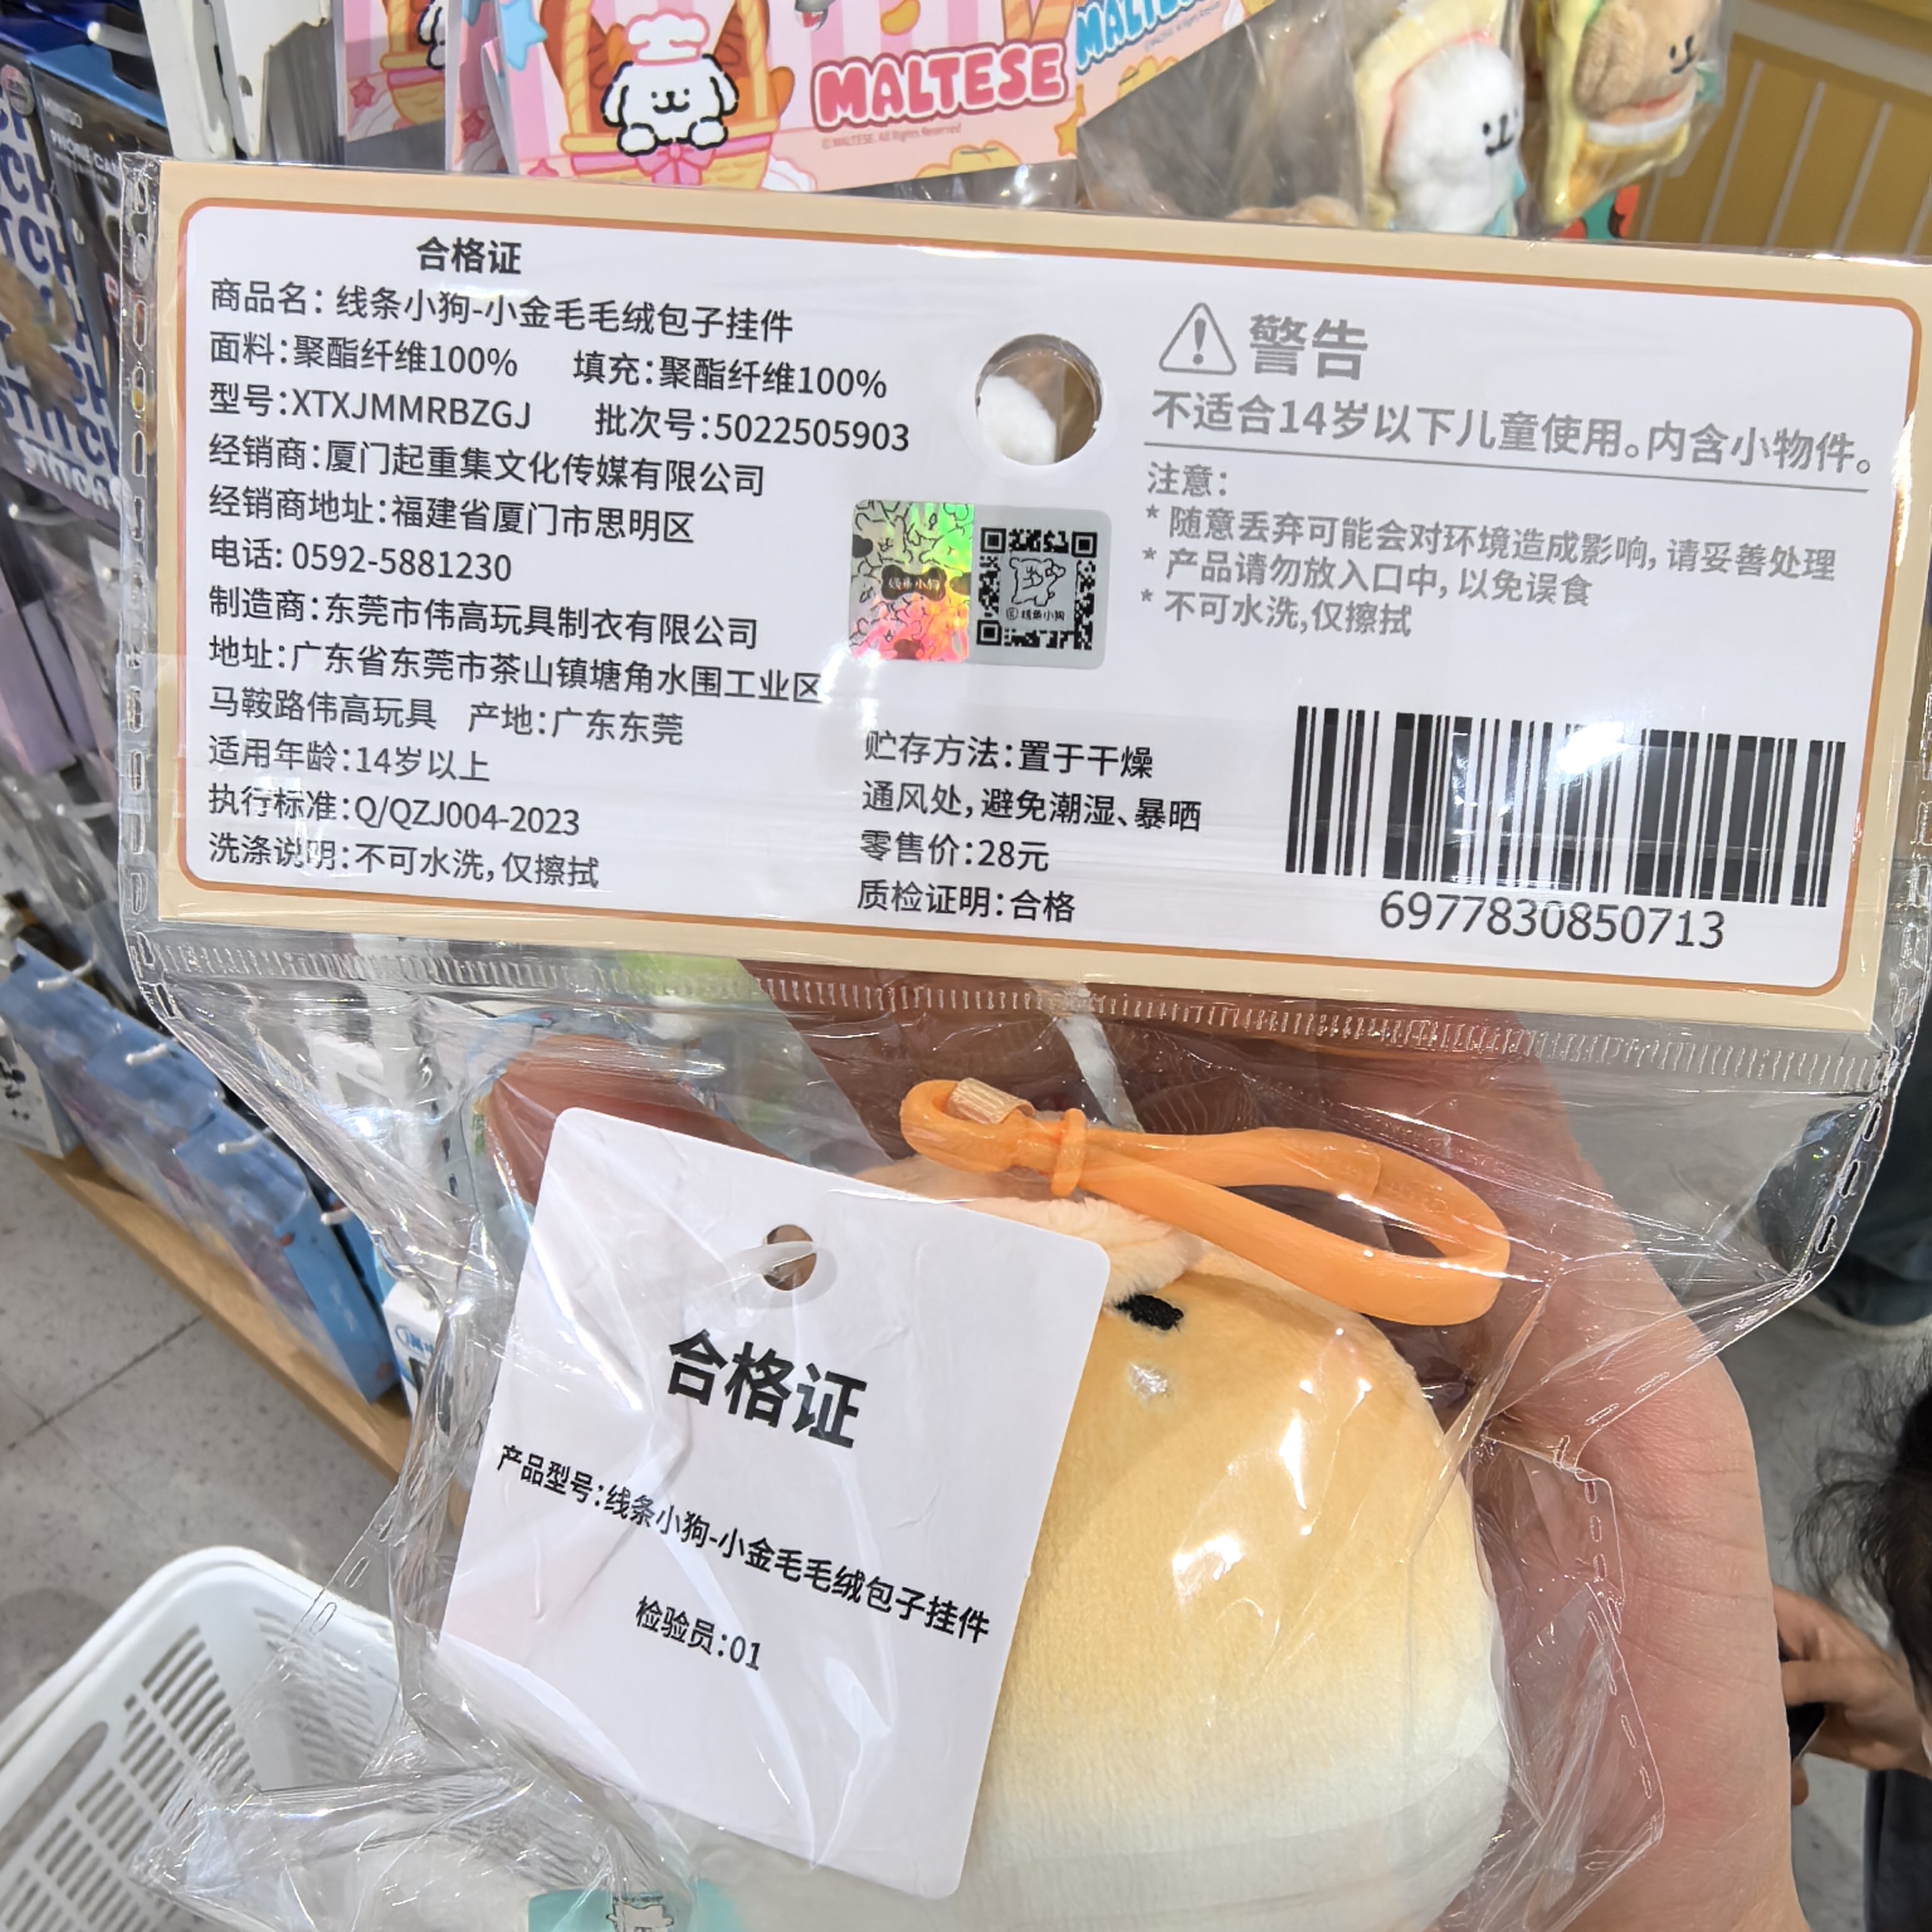 MALTESE
©MALTESE. All Rights Reserved
合格证
商品名：线条小狗-小金毛毛绒包子挂件
面料：聚酯纤维100% 填充：聚酯纤维100%
型号：XTXJMMRBZGJ 批次号：5022505903
经销商：厦门起重集文化传媒有限公司
经销商地址：福建省厦门市思明区
电话：0592-5881230
制造商：东莞市伟高玩具制衣有限公司
地址：广东省东莞市茶山镇塘角水围工业区
马鞍路伟高玩具 产地：广东东莞
适用年龄：14岁以上
执行标准：Q/QZJ004-2023
洗涤说明：不可水洗，仅擦拭
线条小狗
线条小狗
贮存方法：置于干燥
通风处，避免潮湿、暴晒
零售价：28元
质检证明：合格
警告
不适合14岁以下儿童使用。内含小物件。
注意：
* 随意丢弃可能会对环境造成影响，请妥善处理
* 产品请勿放入口中，以免误食
* 不可水洗，仅擦拭
6977830850713
合格证
产品型号：线条小狗-小金毛毛绒包子挂件
检验员：01